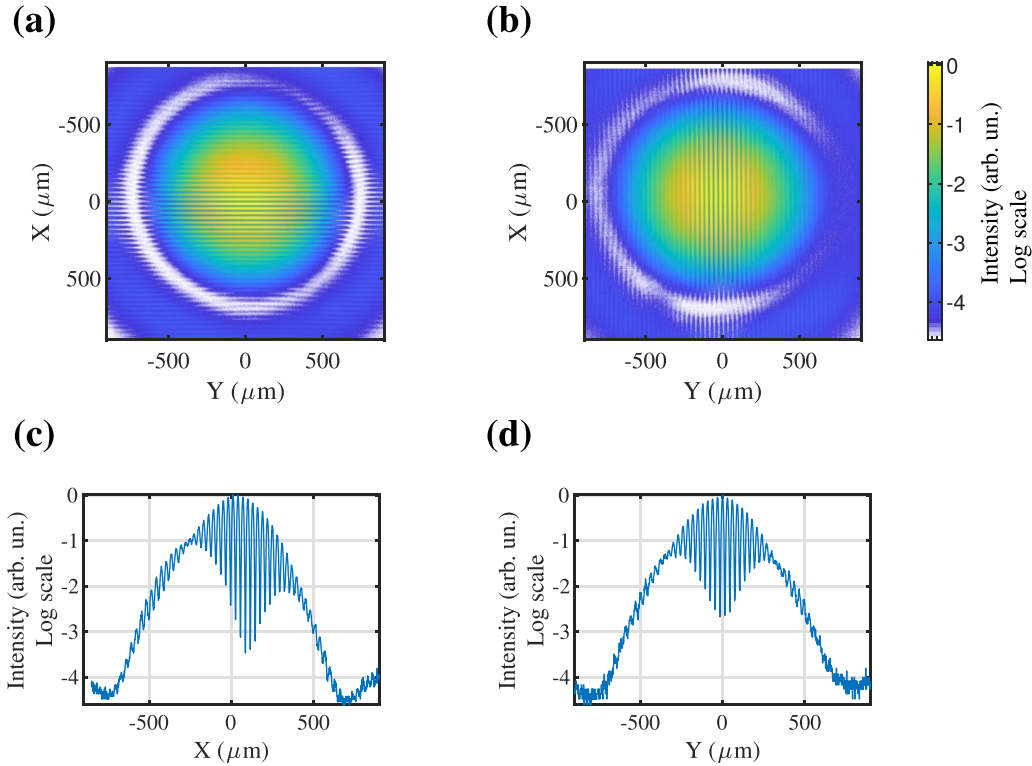 (a)
(b)
-500
0
500
X (μm)
-500
0
500
Y (μm)
-500
0
500
X (μm)
-500
0
500
Y (μm)
0
-1
-2
-3
-4
Intensity (arb. un.)
Log scale
(c)
(d)
0
-1
-2
-3
-4
Intensity (arb. un.)
Log scale
-500
0
500
X (μm)
0
-1
-2
-3
-4
Intensity (arb. un.)
Log scale
-500
0
500
Y (μm)